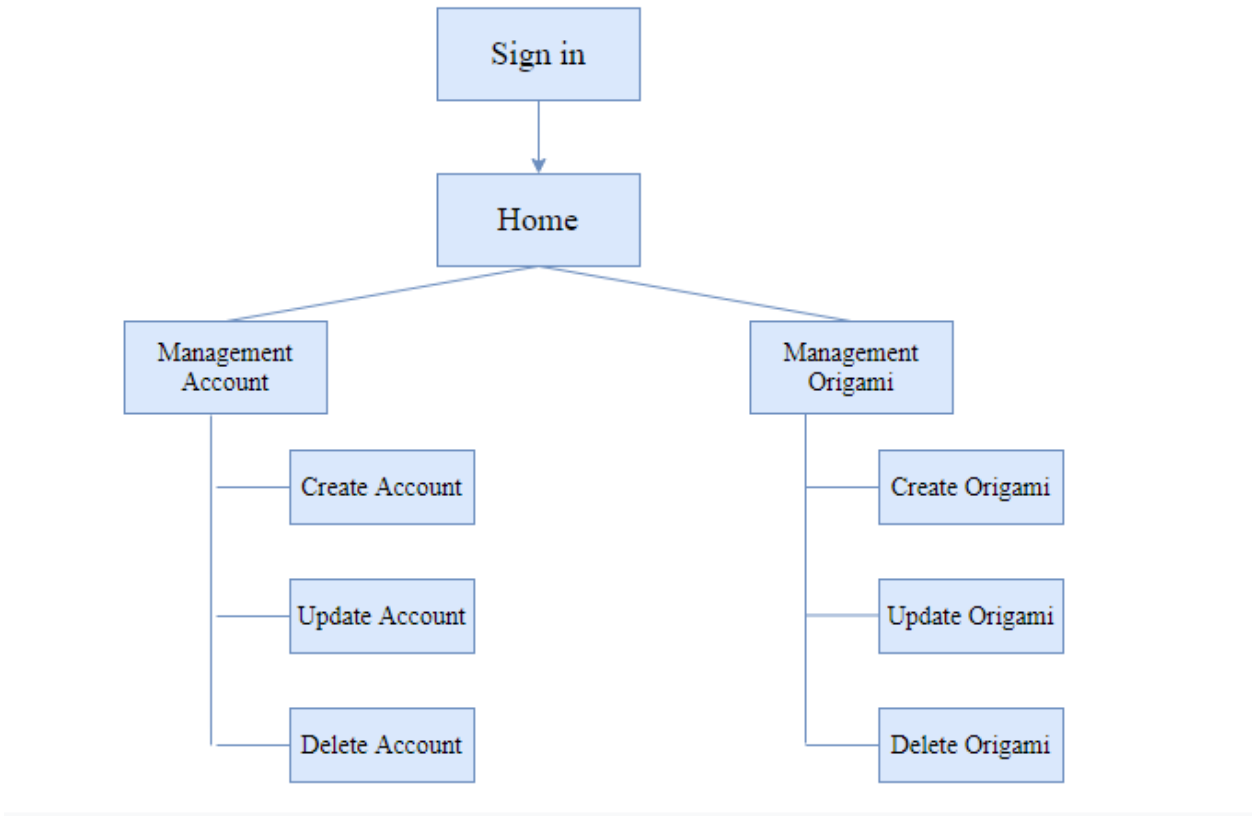 Sign in
Home
Management
Account
Management
Origami
Create Account
Create Origami
Update Account
Update Origami
Delete Account
Delete Origami